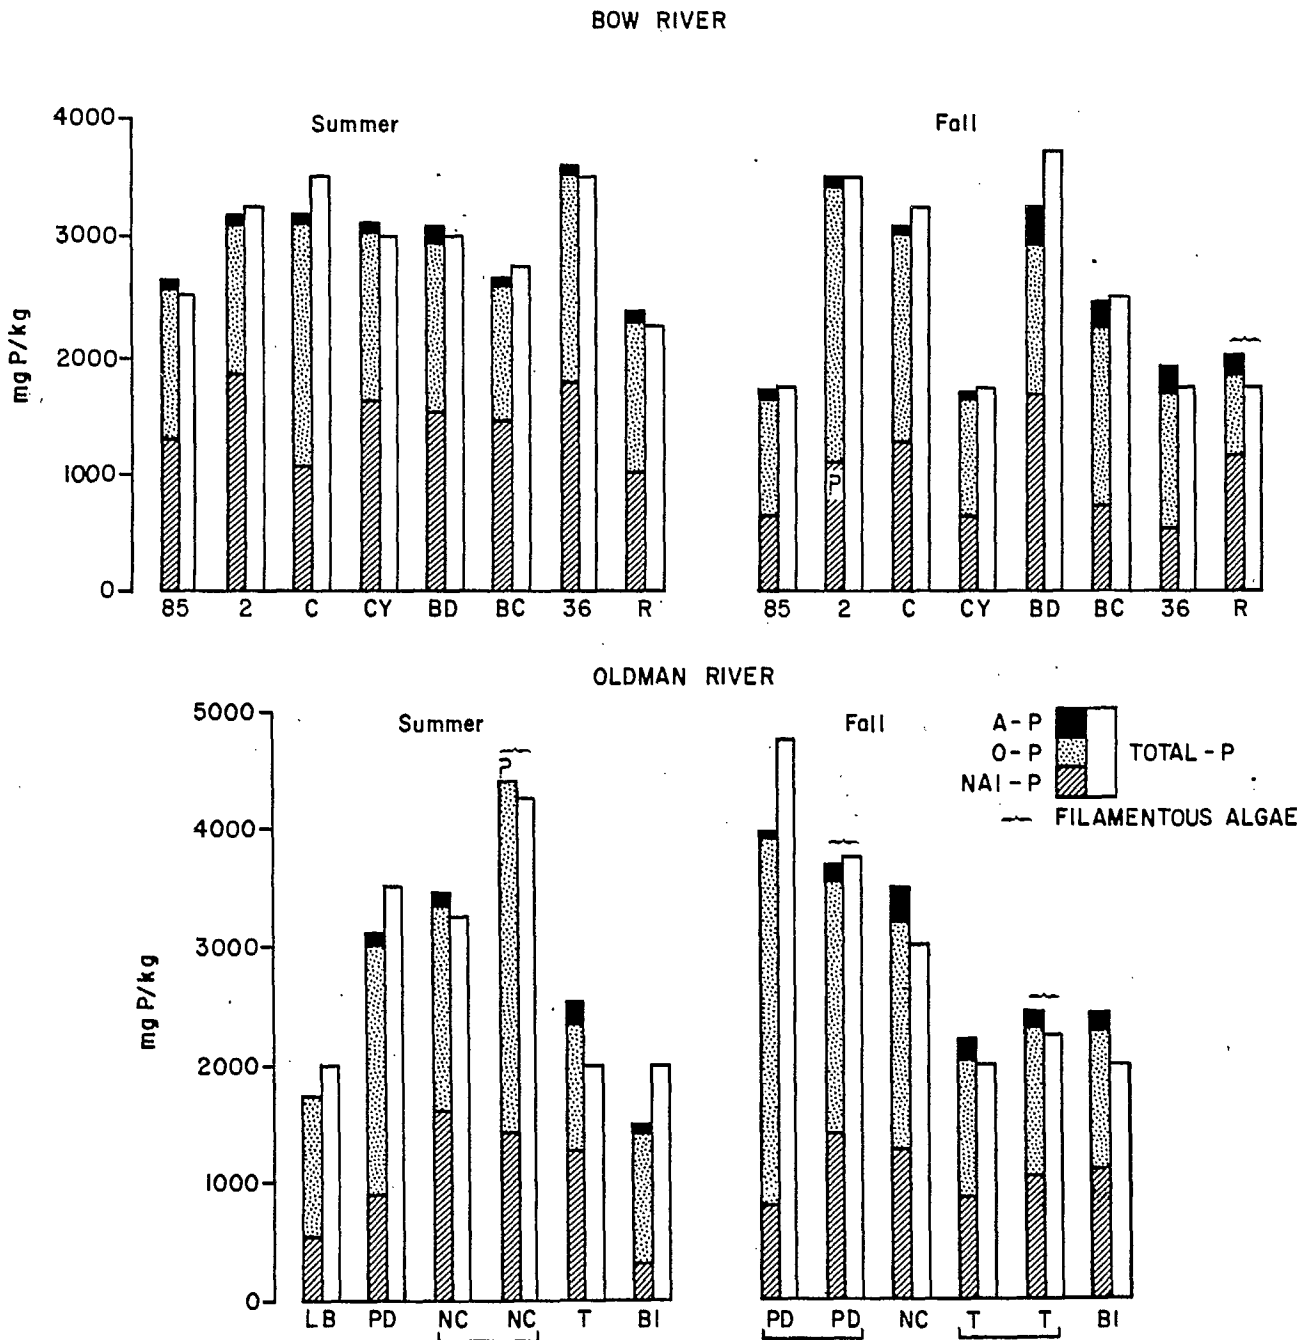 BOW RIVER
Summer
Fall
mg P/kg
4000
3000
2000
1000
0
?
85 2 C CY BD BC 36 R
85 2 C CY BD BC 36 R
OLDMAN RIVER
Summer
Fall
A-P
O-P
NAI-P
TOTAL-P
FILAMENTOUS ALGAE
mg P/kg
5000
4000
3000
2000
1000
0
?
LB PD NC NC T BI
PD PD NC T T BI